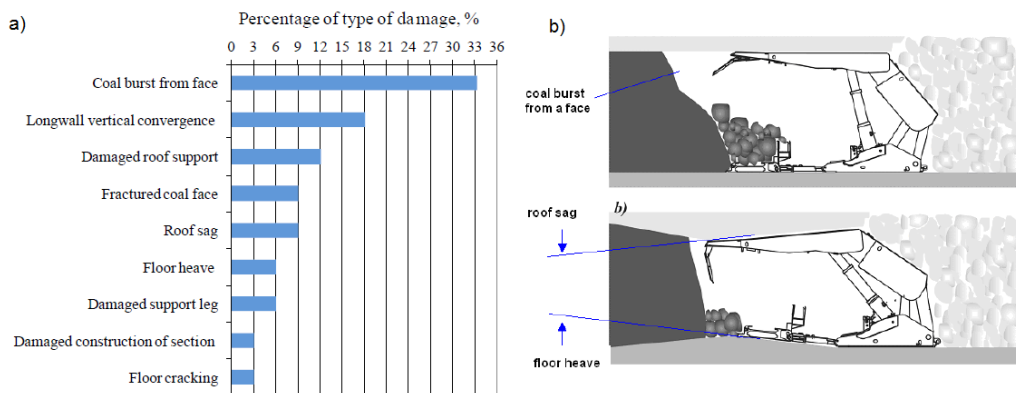 a)
Percentage of type of damage, %
0 3 6 9 12 15 18 21 24 27 30 33 36
Coal burst from face
Longwall vertical convergence
Damaged roof support
Fractured coal face
Roof sag
Floor heave
Damaged support leg
Damaged construction of section
Floor cracking
b)
coal burst
from a face
roof sag
b)
floor heave